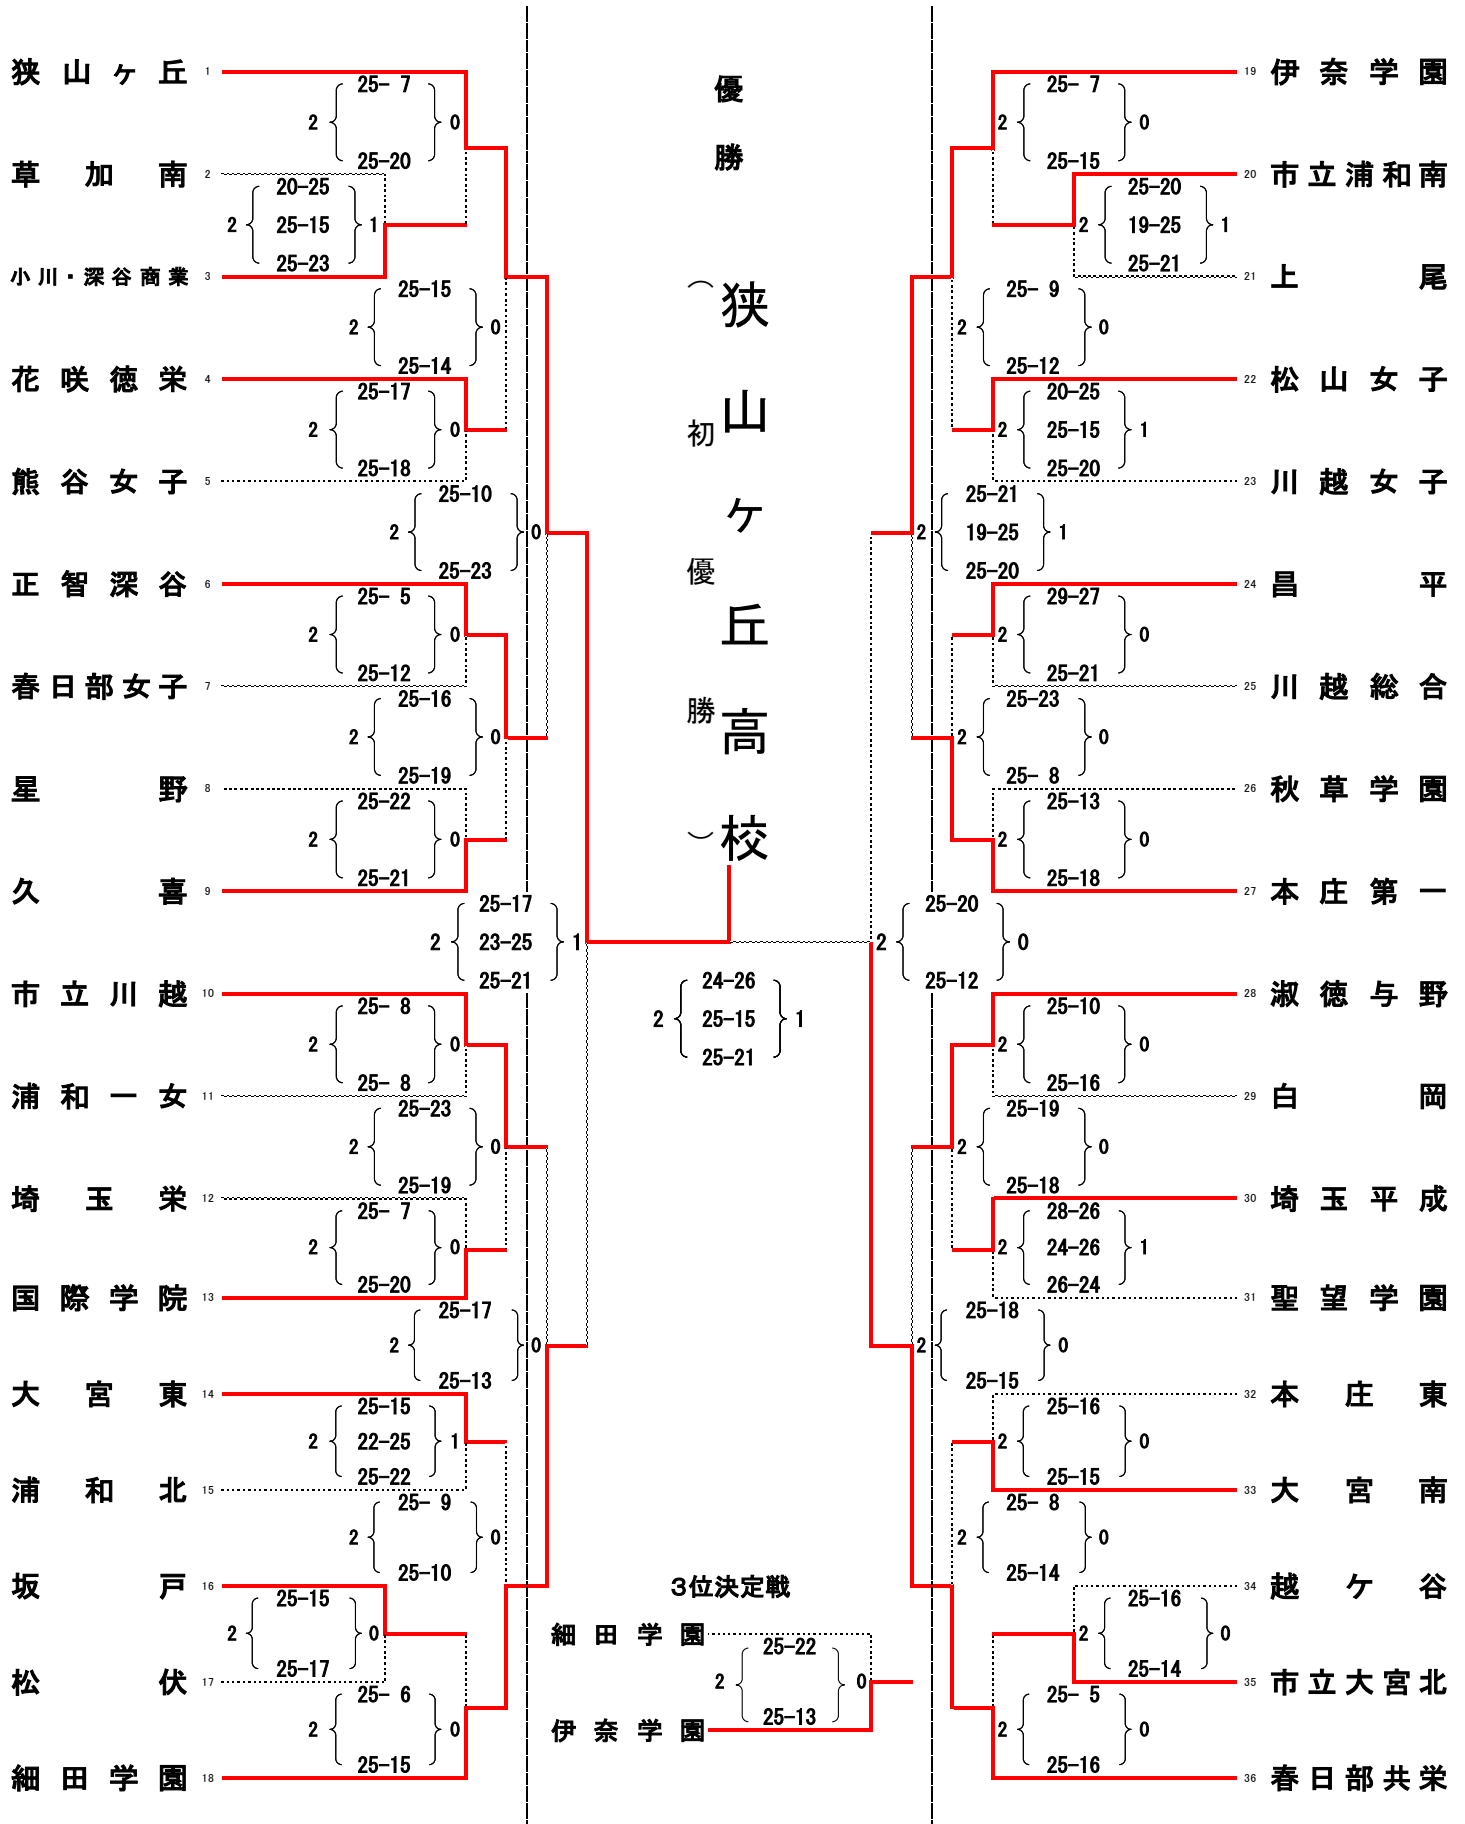 優勝
（初優勝）
狭山ヶ丘高校
狭山ヶ丘 1
25- 7
2 0
25-20
草加南 2
20-25
2 25-15 1
25-23
小川・深谷商業 3
25-15
2 0
25-14
花咲徳栄 4
25-17
2 0
25-18
熊谷女子 5
25-10
2 0
25-23
正智深谷 6
25- 5
2 0
25-12
春日部女子 7
25-16
2 0
25-19
星野 8
25-22
2 0
25-21
久喜 9
25-17
2 23-25 1
25-21
市立川越 10
25- 8
2 0
25- 8
浦和一女 11
25-23
2 0
25-19
埼玉栄 12
25- 7
2 0
25-20
国際学院 13
25-17
2 0
25-13
大宮東 14
25-15
2 22-25 1
25-22
浦和北 15
25- 9
2 0
25-10
坂戸 16
25-15
2 0
25-17
松伏 17
25- 6
2 0
25-15
細田学園 18
24-26
2 25-15 1
25-21
3位決定戦
細田学園
25-22
2 0
25-13
伊奈学園
19 伊奈学園
25- 7
2 0
25-15
20 市立浦和南
25-20
2 19-25 1
25-21
21 上尾
25- 9
2 0
25-12
22 松山女子
20-25
2 25-15 1
25-20
23 川越女子
25-21
2 19-25 1
25-20
24 昌平
29-27
2 0
25-21
25 川越総合
25-23
2 0
25- 8
26 秋草学園
25-13
2 0
25-18
27 本庄第一
25-20
2 0
25-12
28 淑徳与野
25-10
2 0
25-16
29 白岡
25-19
2 0
25-18
30 埼玉平成
28-26
2 24-26 1
26-24
31 聖望学園
25-18
2 0
25-15
32 本庄東
25-16
2 0
25-15
33 大宮南
25- 8
2 0
25-14
34 越ケ谷
25-16
2 0
25-14
35 市立大宮北
25- 5
2 0
25-16
36 春日部共栄